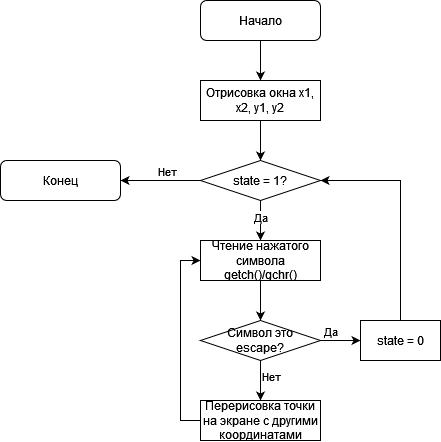 Начало
Отрисовка окна x1,
x2, y1, y2
Конец
Нет
state = 1?
Да
Чтение нажатого
символа
getch()/gchr()
Символ это
escape?
Да
state = 0
Нет
Перерисовка точки
на экране с другими
координатами